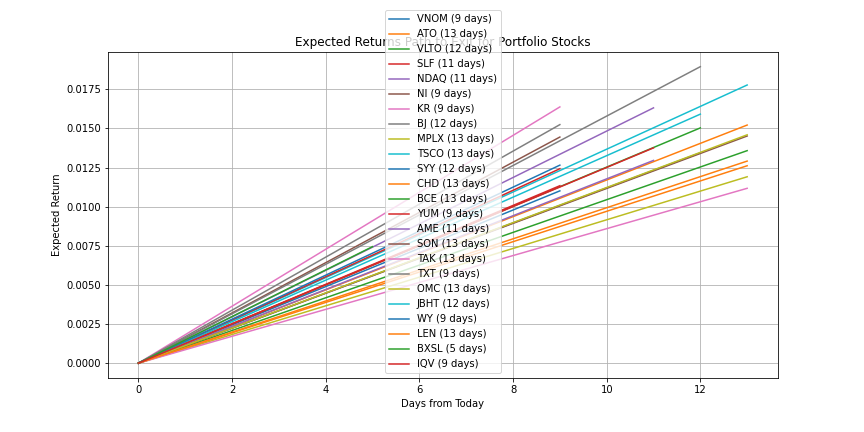 Expected Returns Path to Exit for Portfolio Stocks
VNOM (9 days)
ATO (13 days)
VLTO (12 days)
SLF (11 days)
NDAQ (11 days)
NI (9 days)
KR (9 days)
BJ (12 days)
MPLX (13 days)
TSCO (13 days)
SYY (12 days)
CHD (13 days)
BCE (13 days)
YUM (9 days)
AME (11 days)
SON (13 days)
TAK (13 days)
TXT (9 days)
OMC (13 days)
JBHT (12 days)
WY (9 days)
LEN (13 days)
BXSL (5 days)
IQV (9 days)
Expected Return
0.0175
0.0150
0.0125
0.0100
0.0075
0.0050
0.0025
0.0000
0 2 4 6 8 10 12
Days from Today